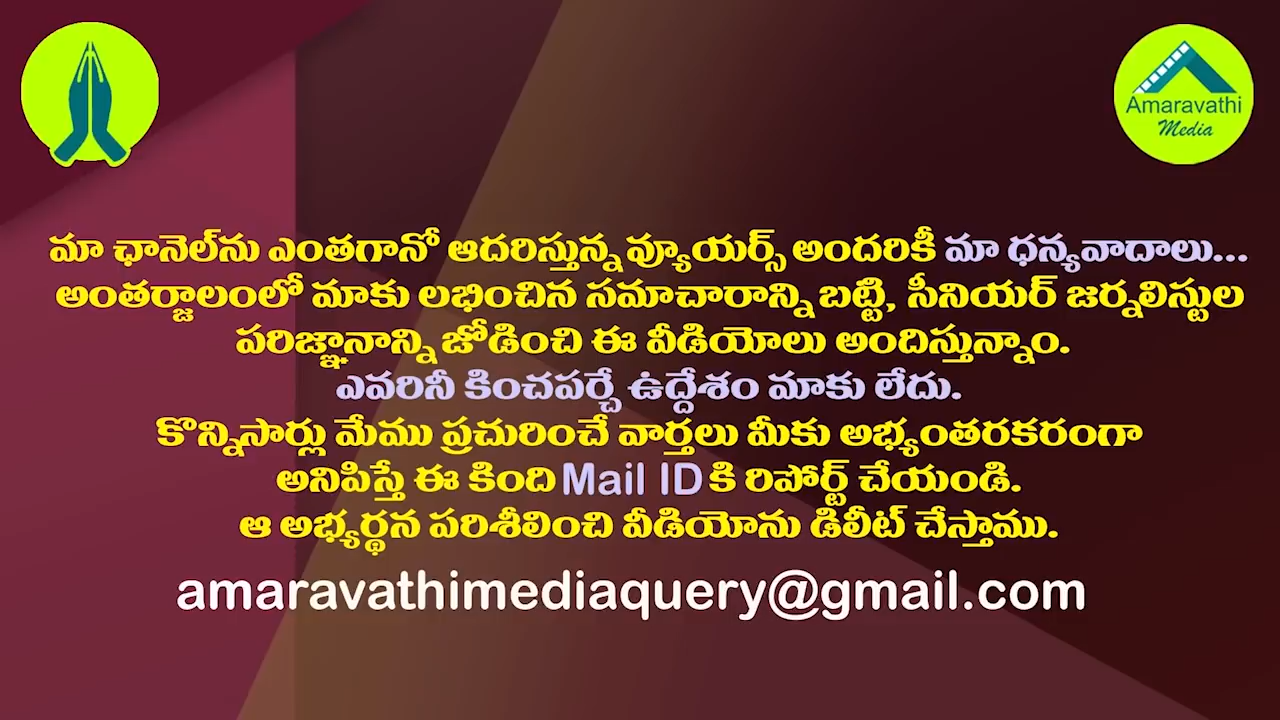 Amaravathi
Media
మా ఛానెల్‌ను ఎంతగానో ఆదరిస్తున్న వ్యూయర్స్ అందరికీ మా ధన్యవాదాలు...
అంతర్జాలంలో మాకు లభించిన సమాచారాన్ని బట్టి, సీనియర్ జర్నలిస్టుల
పరిజ్ఞానాన్ని జోడించి ఈ వీడియోలు అందిస్తున్నాం.
ఎవరినీ కించపర్చే ఉద్దేశం మాకు లేదు.
కొన్నిసార్లు మేము ప్రచురించే వార్తలు మీకు అభ్యంతరకరంగా
అనిపిస్తే ఈ కింది Mail ID కి రిపోర్ట్ చేయండి.
ఆ అభ్యర్థన పరిశీలించి వీడియోను డిలీట్ చేస్తాము.
amaravathimediaquery@gmail.com